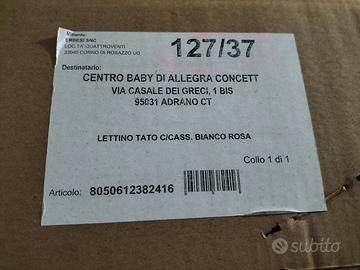 Mittente:
ERBESI SNC
LOC. TA' QUATTROVENTI
33040 CORNO DI ROSAZZO UD
127/37
Destinatario:
CENTRO BABY DI ALLEGRA CONCETT
VIA CASALE DEI GRECI, 1 BIS
95031 ADRANO CT
LETTINO TATO C/CASS. BIANCO ROSA
Collo 1 di 1
Articolo: 8050612382416
subito